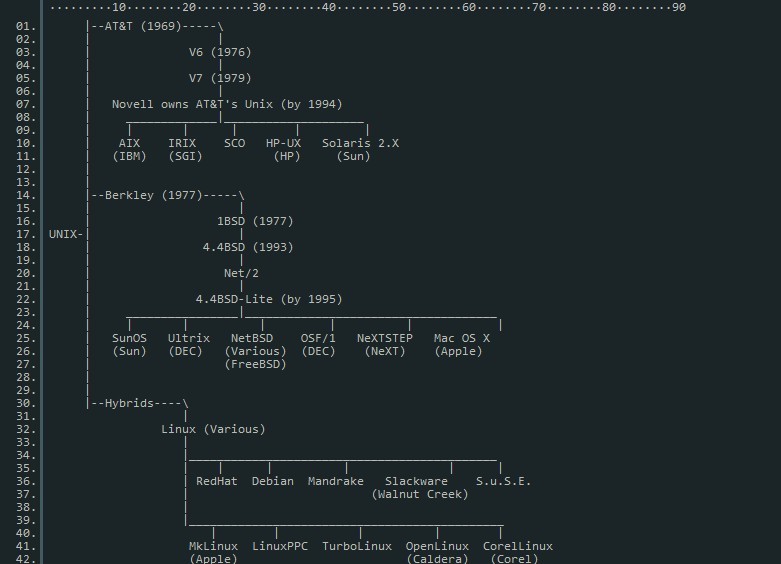 ·········10········20········30········40········50········60········70········80········90
01.       |--AT&T (1969)-----\
02.       |                  |
03.       |              V6 (1976)
04.       |                  |
05.       |              V7 (1979)
06.       |                  |
07.       |   Novell owns AT&T's Unix (by 1994)
08.       |     _____________|____________________
09.       |     |       |      |        |         |
10.       |    AIX    IRIX    SCO   HP-UX   Solaris 2.X
11.       |   (IBM)   (SGI)          (HP)     (Sun)
12.       |
13.       |
14.       |--Berkley (1977)-----\
15.       |                     |
16.       |                  1BSD (1977)
17. UNIX-|                     |
18.       |                4.4BSD (1993)
19.       |                     |
20.       |                   Net/2
21.       |                     |
22.       |               4.4BSD-Lite (by 1995)
23.       |     ________________|____________________________________
24.       |     |       |          |         |          |            |
25.       |   SunOS   Ultrix   NetBSD    OSF/1   NeXTSTEP   Mac OS X
26.       |   (Sun)   (DEC)   (Various)  (DEC)    (NeXT)    (Apple)
27.       |                   (FreeBSD)
28.       |
29.       |
30.       |--Hybrids----\
31.                     |
32.                  Linux (Various)
33.                     |
34.                     |____________________________________________
35.                     |    |      |          |              |      |
36.                     | RedHat  Debian  Mandrake   Slackware    S.u.S.E.
37.                     |                          (Walnut Creek)
38.                     |
39.                     |_____________________________________________
40.                         |        |           |          |        |
41.                     MkLinux  LinuxPPC  TurboLinux  OpenLinux  CorelLinux
42.                     (Apple)                        (Caldera)   (Corel)